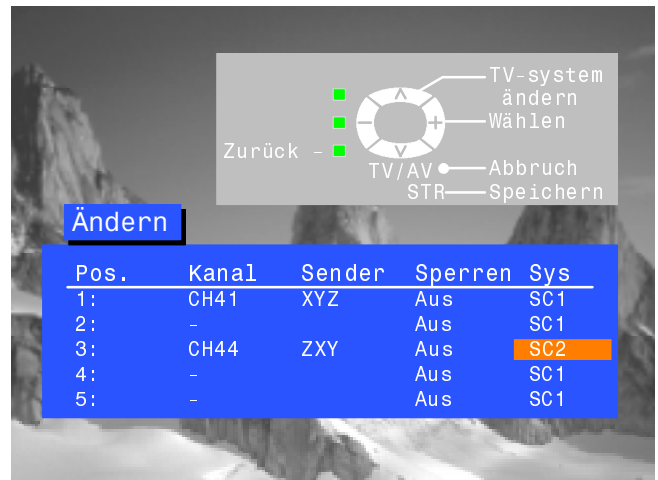 TV-system
ändern
Wählen
Zurück -
TV/AV Abbruch
STR Speichern
Ändern
Pos. Kanal Sender Sperren Sys
1: CH41 XYZ Aus SC1
2: - Aus SC1
3: CH44 ZXY Aus SC2
4: - Aus SC1
5: - Aus SC1